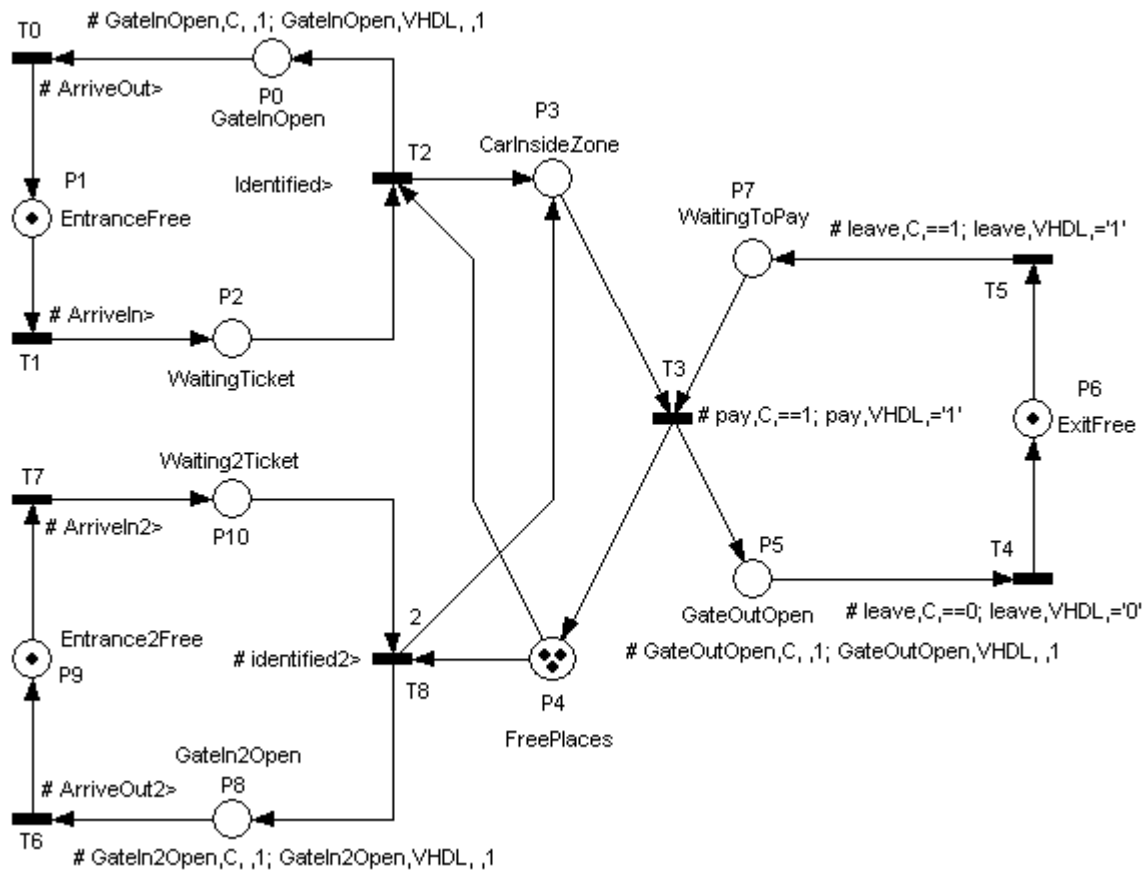 # GateInOpen,C, ,1; GateInOpen,VHDL, ,1
T0
# ArriveOut>
P0
GateInOpen
P3
CarInsideZone
T2
Identified>
P1
EntranceFree
P7
WaitingToPay
# leave,C,==1; leave,VHDL,='1'
T5
P2
# ArriveIn>
T1
WaitingTicket
T3
# pay,C,==1; pay,VHDL,='1'
P6
ExitFree
Waiting2Ticket
T7
# ArriveIn2>
P10
P5
T4
GateOutOpen
# leave,C,==0; leave,VHDL,='0'
2
Entrance2Free
P9
# identified2>
T8
# GateOutOpen,C, ,1; GateOutOpen,VHDL, ,1
P4
FreePlaces
GateIn2Open
# ArriveOut2>
P8
T6
# GateIn2Open,C, ,1; GateIn2Open,VHDL, ,1